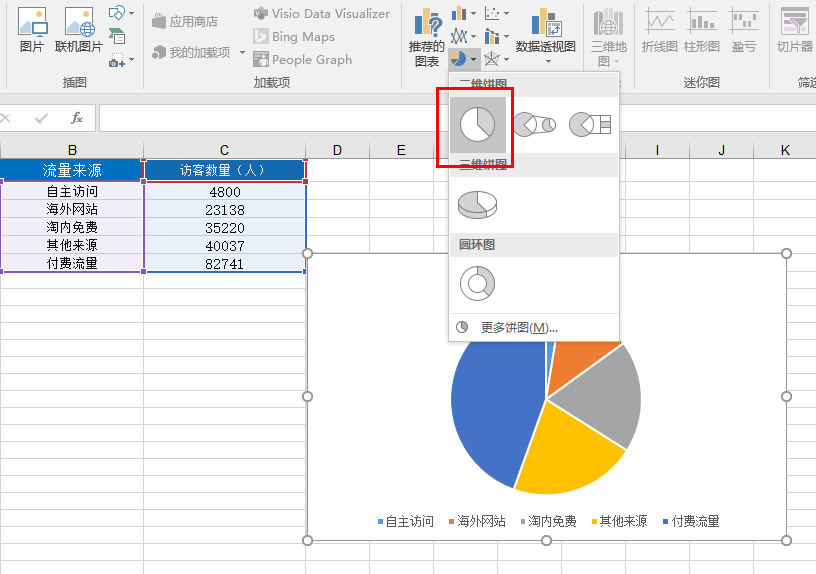 图片
联机图片
插图
应用商店
我的加载项
Visio Data Visualizer
Bing Maps
People Graph
加载项
推荐的
图表
数据透视图
三维地
图
折线图 柱形图 盈亏
迷你图
切片器
筛
fx
二维饼图
三维饼图
圆环图
更多饼图(M)...
B C D E I J K
流量来源 访客数量（人）
自主访问 4800
海外网站 23138
淘内免费 35220
其他来源 40037
付费流量 82741
自主访问 海外网站 淘内免费 其他来源 付费流量